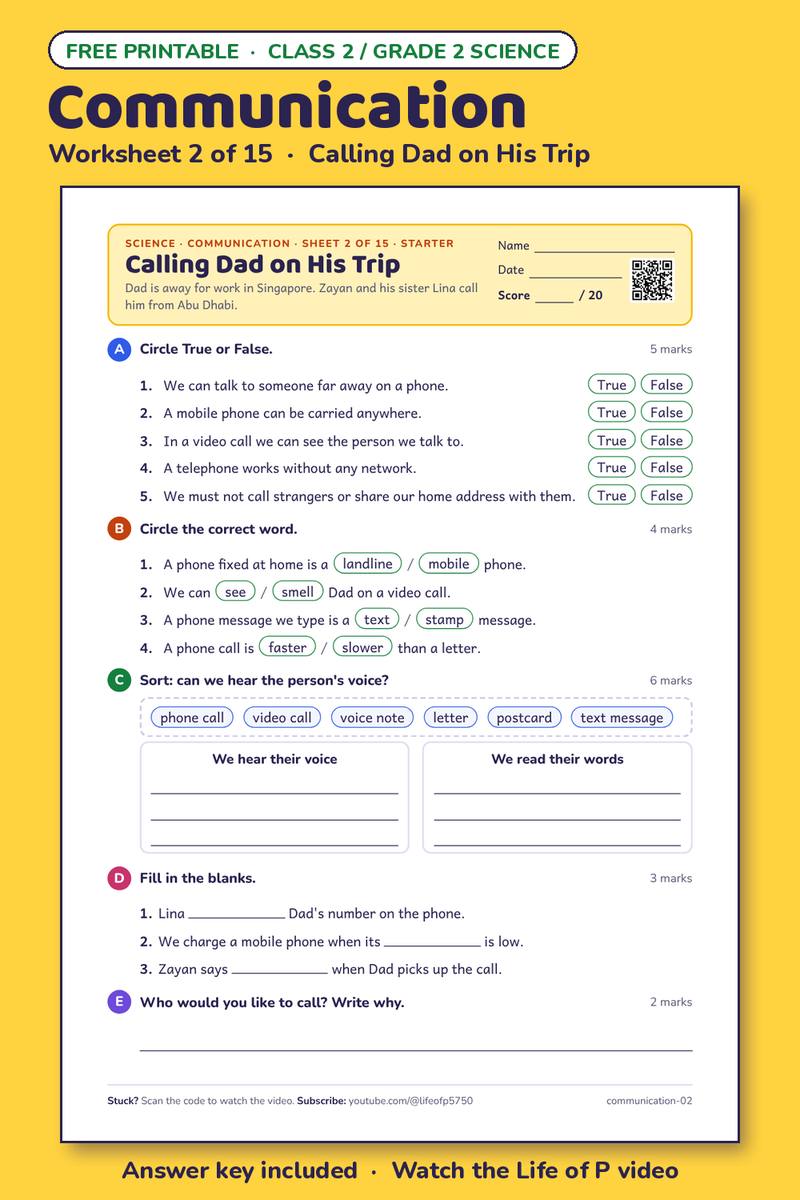 FREE PRINTABLE · CLASS 2 / GRADE 2 SCIENCE
Communication
Worksheet 2 of 15 · Calling Dad on His Trip
SCIENCE · COMMUNICATION · SHEET 2 OF 15 · STARTER
Calling Dad on His Trip
Dad is away for work in Singapore. Zayan and his sister Lina call
him from Abu Dhabi.
Name
Date
Score / 20
A Circle True or False. 5 marks
1. We can talk to someone far away on a phone. True False
2. A mobile phone can be carried anywhere. True False
3. In a video call we can see the person we talk to. True False
4. A telephone works without any network. True False
5. We must not call strangers or share our home address with them. True False
B Circle the correct word. 4 marks
1. A phone fixed at home is a landline / mobile phone.
2. We can see / smell Dad on a video call.
3. A phone message we type is a text / stamp message.
4. A phone call is faster / slower than a letter.
C Sort: can we hear the person's voice? 6 marks
phone call video call voice note letter postcard text message
We hear their voice We read their words
D Fill in the blanks. 3 marks
1. Lina ____________ Dad's number on the phone.
2. We charge a mobile phone when its ____________ is low.
3. Zayan says ____________ when Dad picks up the call.
E Who would you like to call? Write why. 2 marks
Stuck? Scan the code to watch the video. Subscribe: youtube.com/@lifeofp5750 communication-02
Answer key included · Watch the Life of P video